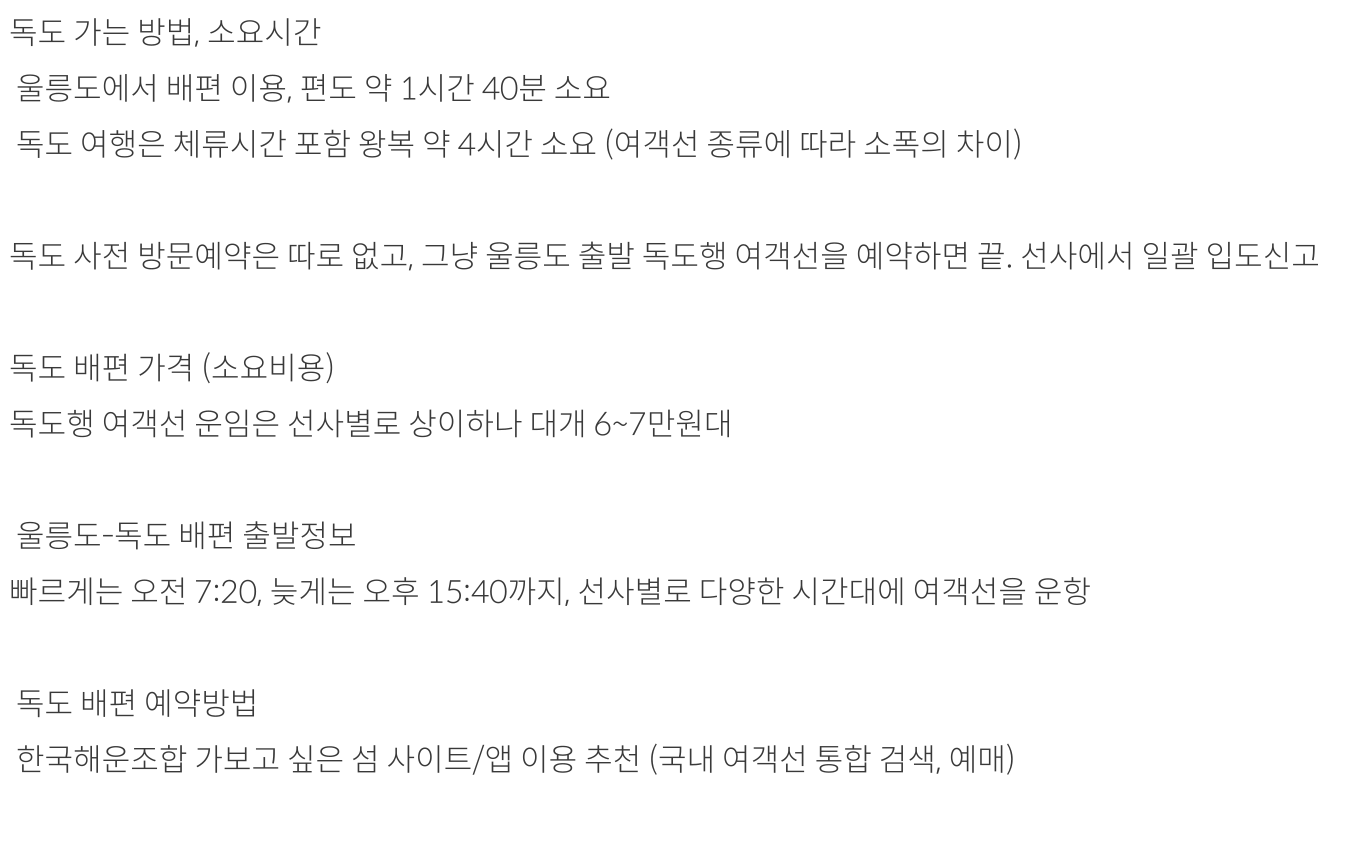 독도 가는 방법, 소요시간
울릉도에서 배편 이용, 편도 약 1시간 40분 소요
독도 여행은 체류시간 포함 왕복 약 4시간 소요 (여객선 종류에 따라 소폭의 차이)
독도 사전 방문예약은 따로 없고, 그냥 울릉도 출발 독도행 여객선을 예약하면 끝. 선사에서 일괄 입도신고
독도 배편 가격 (소요비용)
독도행 여객선 운임은 선사별로 상이하나 대개 6~7만원대
울릉도-독도 배편 출발정보
빠르게는 오전 7:20, 늦게는 오후 15:40까지, 선사별로 다양한 시간대에 여객선을 운항
독도 배편 예약방법
한국해운조합 가보고 싶은 섬 사이트/앱 이용 추천 (국내 여객선 통합 검색, 예매)